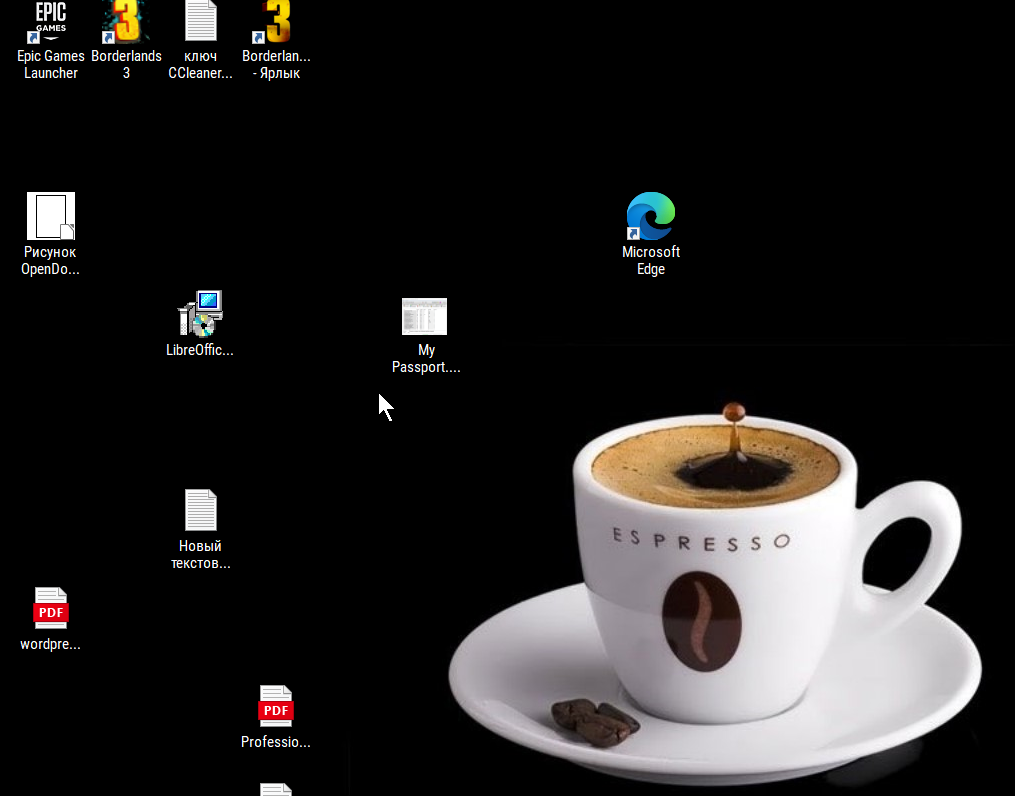 EPIC
GAMES
3
3
Epic Games
Launcher
Borderlands
3
ключ
CCleaner...
Borderlan...
- Ярлык
Рисунок
OpenDo...
Microsoft
Edge
LibreOffic...
My
Passport....
ESPRESSO
Новый
текстов...
PDF
wordpre...
PDF
Professio...